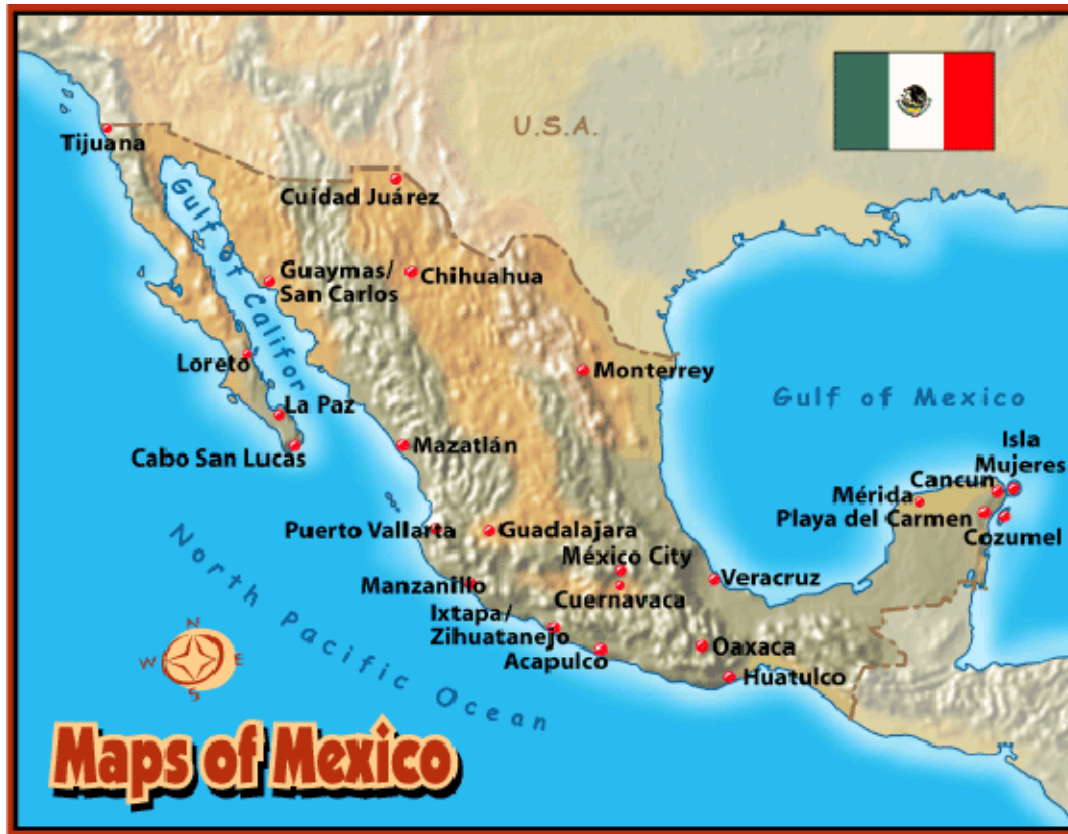 U.S.A.
Tijuana
Cuidad Juárez
Gulf Of Californ
Guaymas/
San Carlos
Chihuahua
Loreto
Monterrey
La Paz
Gulf of Mexico
Cabo San Lucas
Mazatlán
Isla
Mujeres
Cancun
Mérida
Playa del Carmen
Cozumel
Puerto Vallarta
Guadalajara
México City
Manzanillo
Cuernavaca
Veracruz
Ixtapa/
Zihuatanejo
Acapulco
Oaxaca
Huatulco
North Pacific Ocean
N
W
E
S
Maps of Mexico